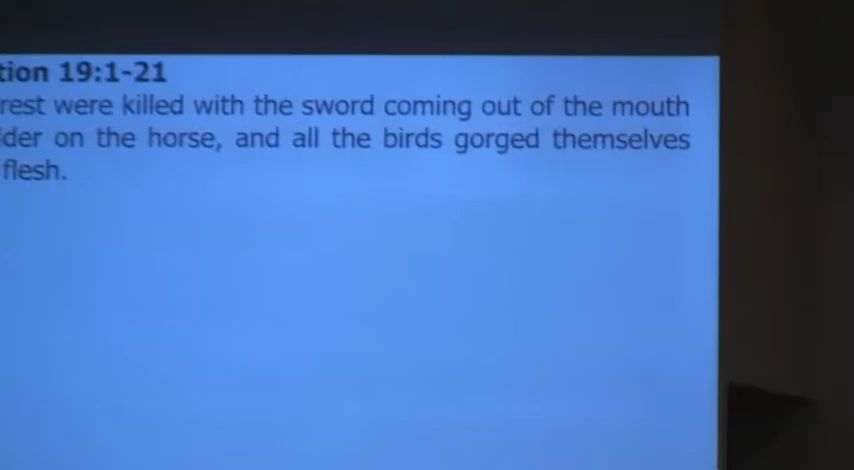 tion 19:1-21
rest were killed with the sword coming out of the mouth
der on the horse, and all the birds gorged themselves
flesh.